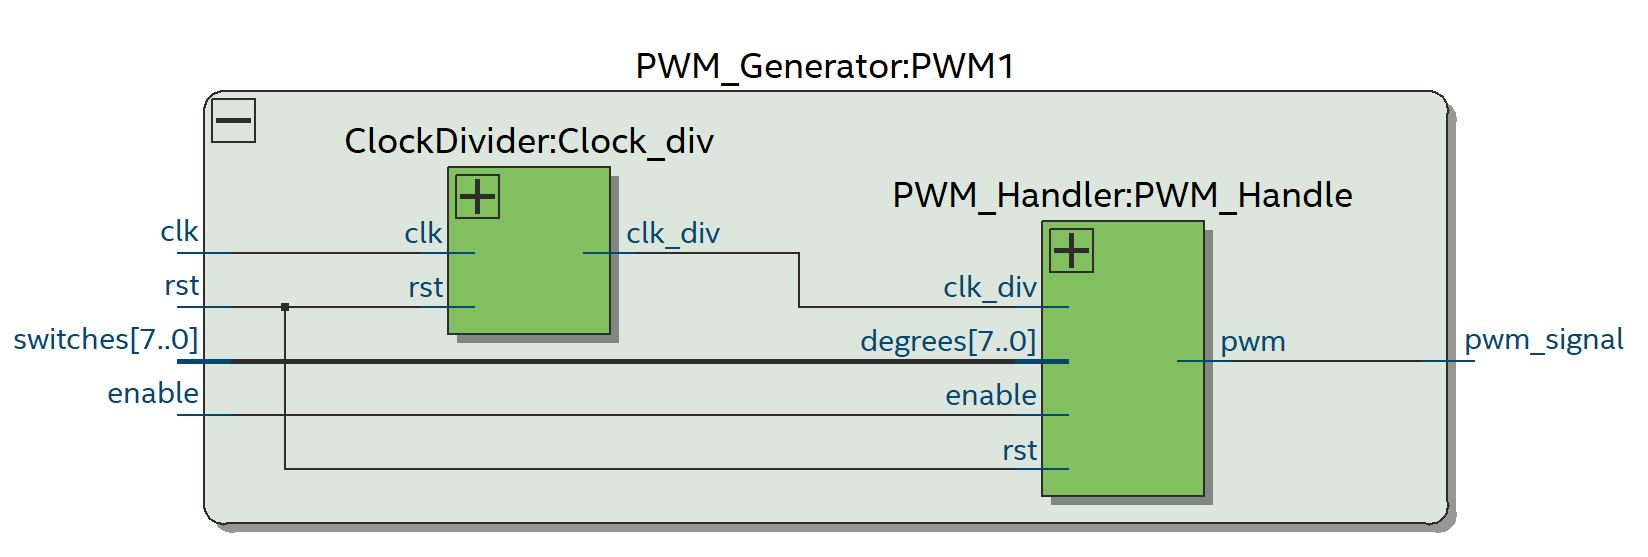 PWM_Generator:PWM1
ClockDivider:Clock_div
PWM_Handler:PWM_Handle
clk
clk
clk_div
rst
rst
clk_div
switches[7..0]
degrees[7..0]
pwm
pwm_signal
enable
enable
rst